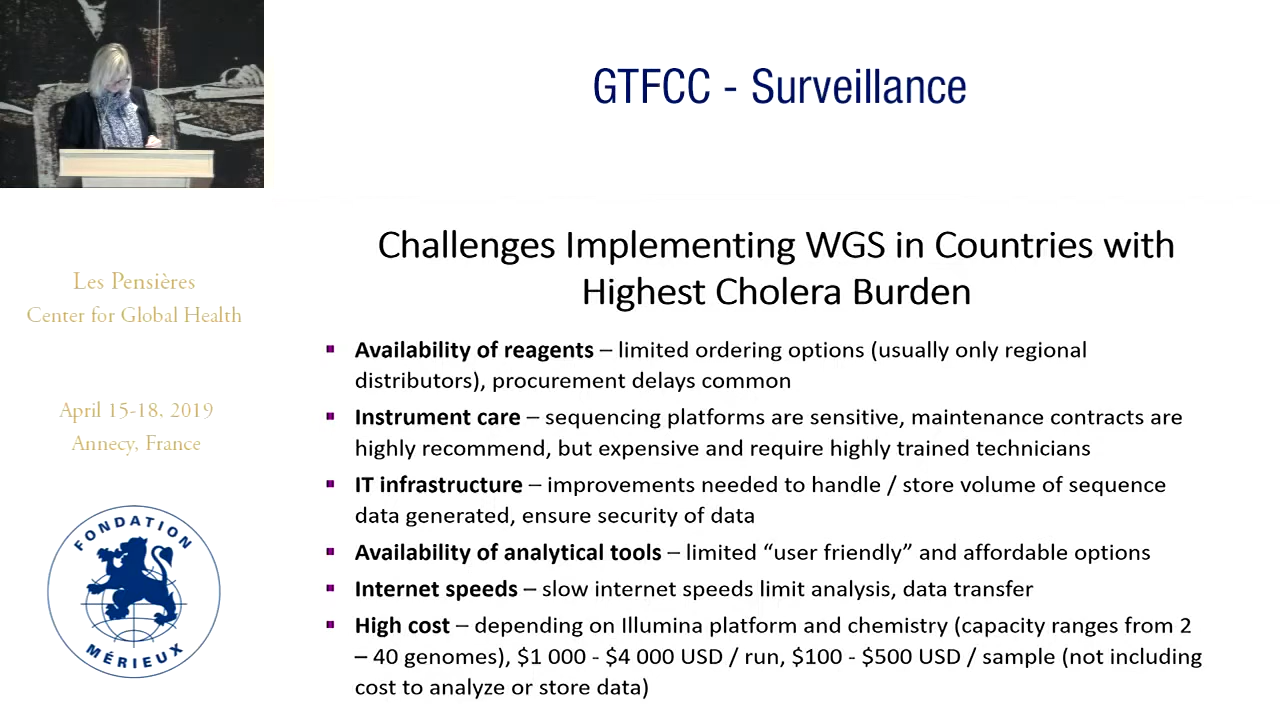 GTFCC - Surveillance
Les Pensières
Center for Global Health
April 15-18, 2019
Annecy, France
FONDATION
MÉRIEUX
Challenges Implementing WGS in Countries with
Highest Cholera Burden
Availability of reagents – limited ordering options (usually only regional
distributors), procurement delays common
Instrument care – sequencing platforms are sensitive, maintenance contracts are
highly recommend, but expensive and require highly trained technicians
IT infrastructure – improvements needed to handle / store volume of sequence
data generated, ensure security of data
Availability of analytical tools – limited “user friendly” and affordable options
Internet speeds – slow internet speeds limit analysis, data transfer
High cost – depending on Illumina platform and chemistry (capacity ranges from 2
– 40 genomes), $1 000 - $4 000 USD / run, $100 - $500 USD / sample (not including
cost to analyze or store data)